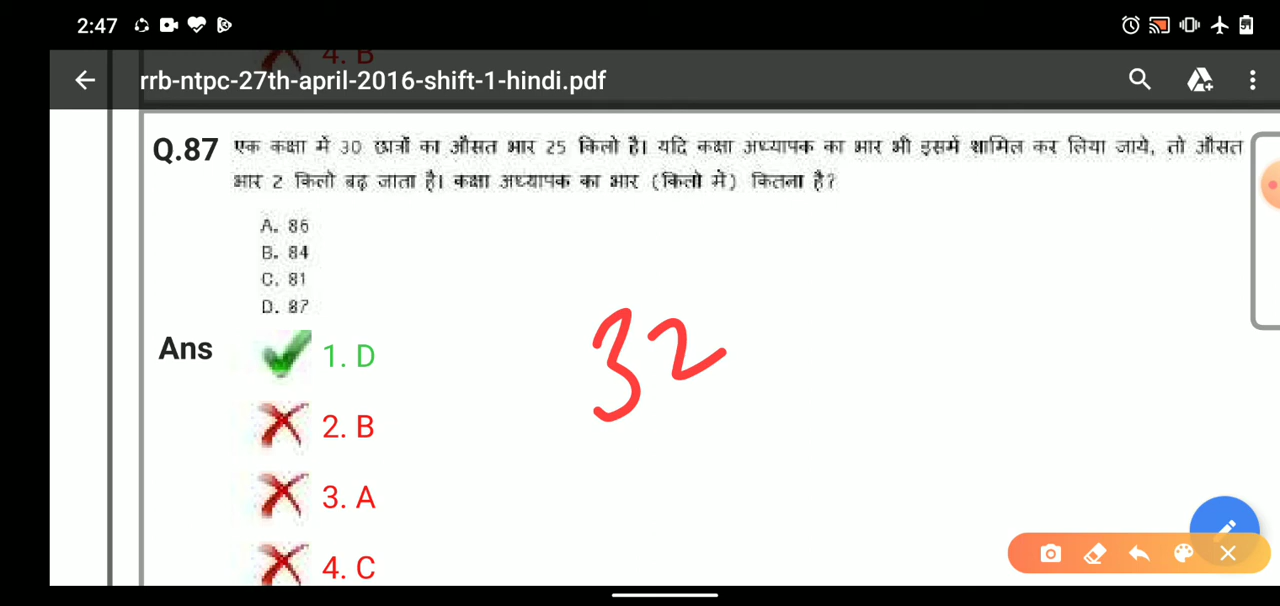 2:47
4. B
rrb-ntpc-27th-april-2016-shift-1-hindi.pdf
Q.87 एक कक्षा में 30 छात्रों का औसत भार 25 किलो है। यदि कक्षा अध्यापक का भार भी इसमें शामिल कर लिया जाये, तो औसत
भार 2 किलो बढ़ जाता है। कक्षा अध्यापक का भार (किलो में) कितना है?
A. 86
B. 84
C. 81
D. 87
32
Ans 1. D
2. B
3. A
4. C